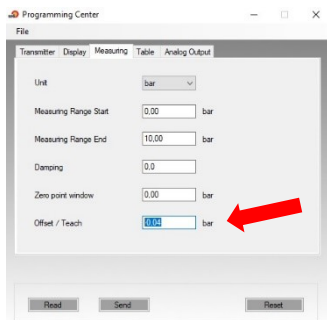 Programming Center
File
Transmitter Display Measuring Table Analog Output
Unit bar
Measuring Range Start 0,00 bar
Measuring Range End 10,00 bar
Damping 0.0
Zero point window 0.00 bar
Offset / Teach -0.04 bar
Read Send Reset